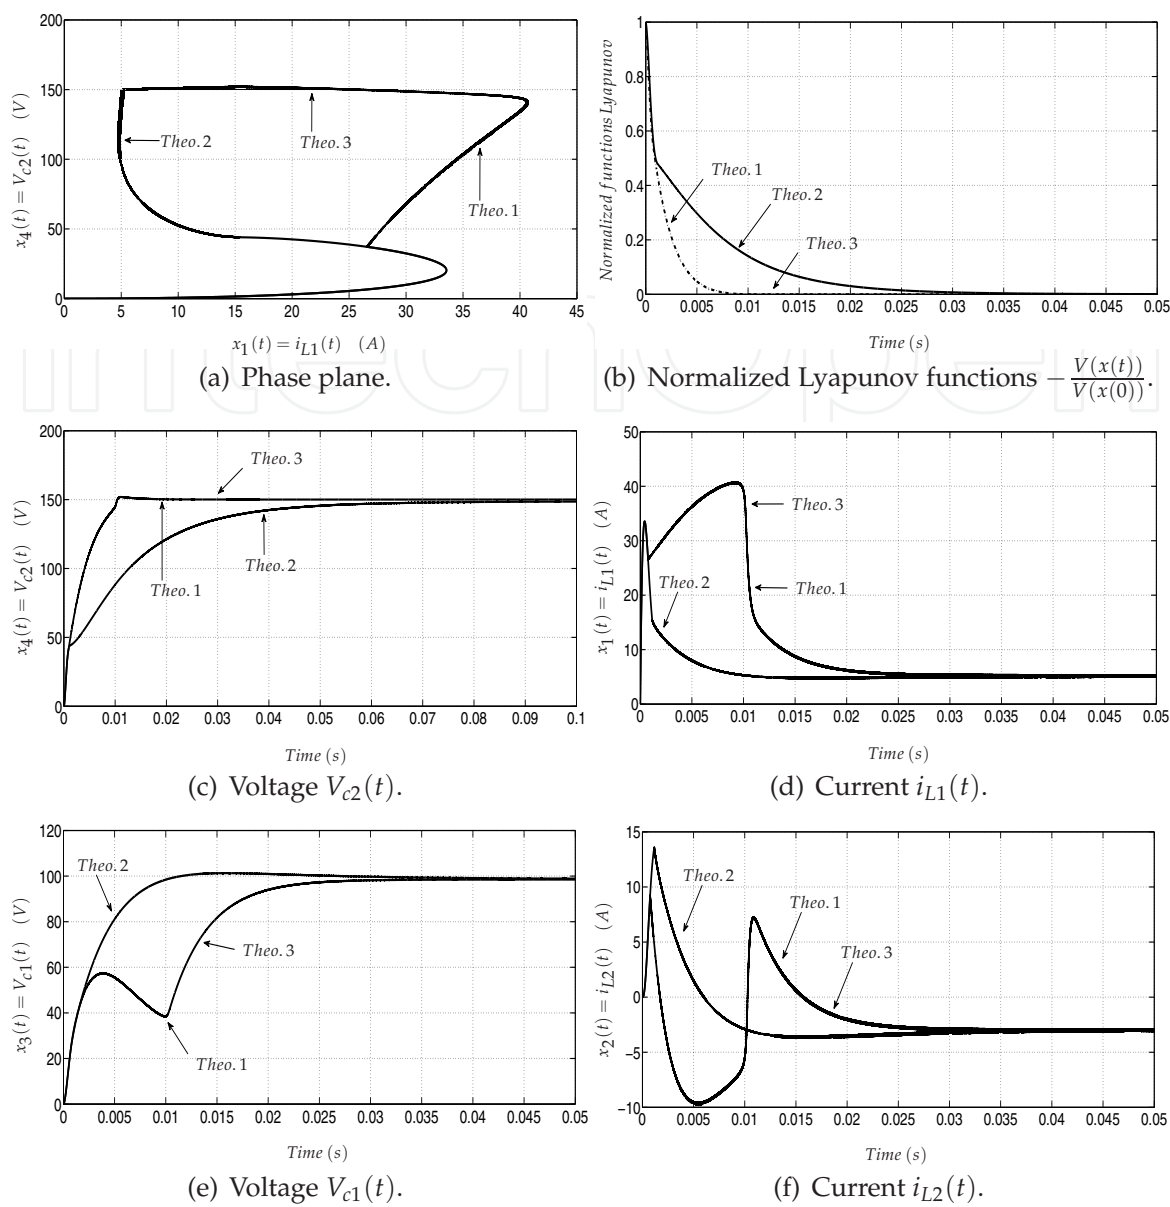 200
150
100
50
0
0 5 10 15 20 25 30 35 40 45
x4(t) = Vc2(t) (V)
x1(t) = iL1(t) (A)
Theo. 2
Theo. 3
Theo. 1
(a) Phase plane.
1
0.8
0.6
0.4
0.2
0
0 0.005 0.01 0.015 0.02 0.025 0.03 0.035 0.04 0.045 0.05
Normalized functions Lyapunov
Time (s)
Theo. 1
Theo. 2
Theo. 3
(b) Normalized Lyapunov functions − V(x(t))/V(x(0)).
200
150
100
50
0
0 0.01 0.02 0.03 0.04 0.05 0.06 0.07 0.08 0.09 0.1
x4(t) = Vc2(t) (V)
Time (s)
Theo. 3
Theo. 2
Theo. 1
(c) Voltage Vc2(t).
50
40
30
20
10
0
0 0.005 0.01 0.015 0.02 0.025 0.03 0.035 0.04 0.045 0.05
x1(t) = iL1(t) (A)
Time (s)
Theo. 3
Theo. 2
Theo. 1
(d) Current iL1(t).
120
100
80
60
40
20
0
0 0.005 0.01 0.015 0.02 0.025 0.03 0.035 0.04 0.045 0.05
x3(t) = Vc1(t) (V)
Time (s)
Theo. 2
Theo. 3
Theo. 1
(e) Voltage Vc1(t).
15
10
5
0
−5
−10
0 0.005 0.01 0.015 0.02 0.025 0.03 0.035 0.04 0.045 0.05
x2(t) = iL2(t) (A)
Time (s)
Theo. 2
Theo. 1
Theo. 3
(f) Current iL2(t).
intechopen